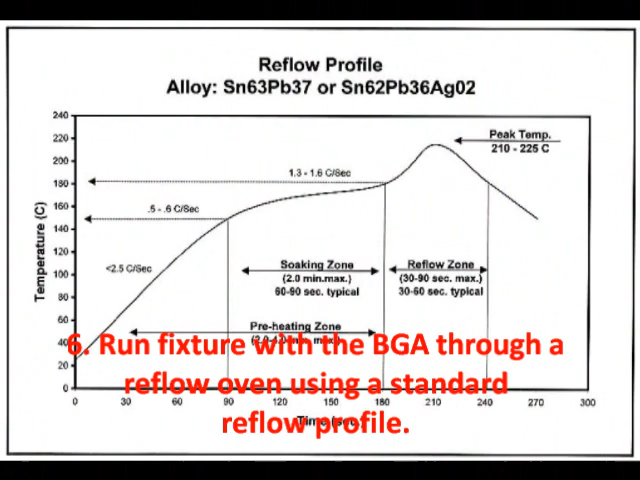 Reflow Profile
Alloy: Sn63Pb37 or Sn62Pb36Ag02
240
220
200
180
160
140
120
100
80
60
40
20
0
Temperature (C)
Peak Temp.
210 - 225 C
1.3 - 1.6 C/Sec
.5 - .6 C/Sec
<2.5 C/Sec
Soaking Zone
(2.0 min.max.)
60-90 sec. typical
Reflow Zone
(30-90 sec. max.)
30-60 sec. typical
Pre-heating Zone
6. Run fixture with the BGA through a
reflow oven using a standard
reflow profile.
0 30 60 90 120 150 180 210 240 270 300
Time (sec.)